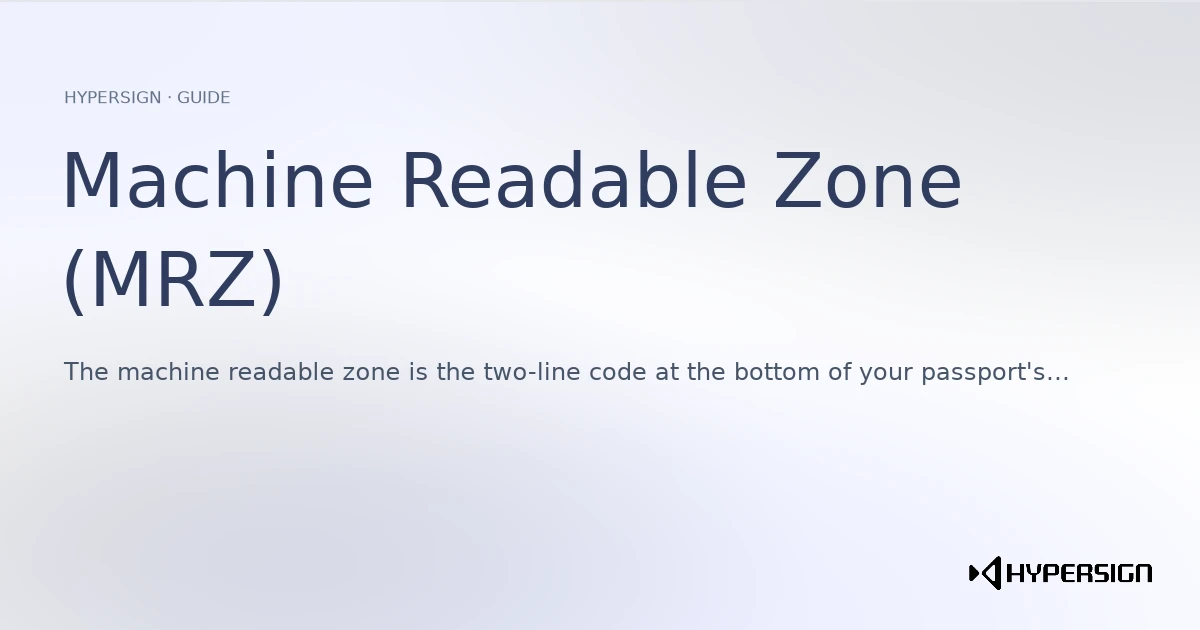 HYPERSIGN · GUIDE
Machine Readable Zone
(MRZ)
The machine readable zone is the two-line code at the bottom of your passport's...
HYPERSIGN